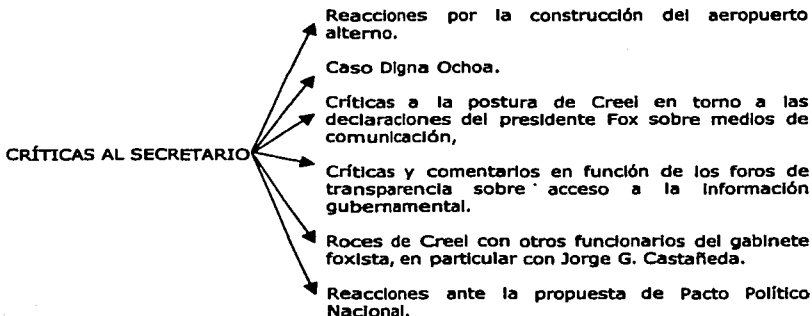 Reacciones por la construcción del aeropuerto
alterno.
Caso Digna Ochoa.
Críticas a la postura de Creel en torno a las
declaraciones del presidente Fox sobre medios de
comunicación,
CRÍTICAS AL SECRETARIO
Críticas y comentarios en función de los foros de
transparencia sobre acceso a la información
gubernamental.
Roces de Creel con otros funcionarios del gabinete
foxista, en particular con Jorge G. Castañeda.
Reacciones ante la propuesta de Pacto Político
Nacional.